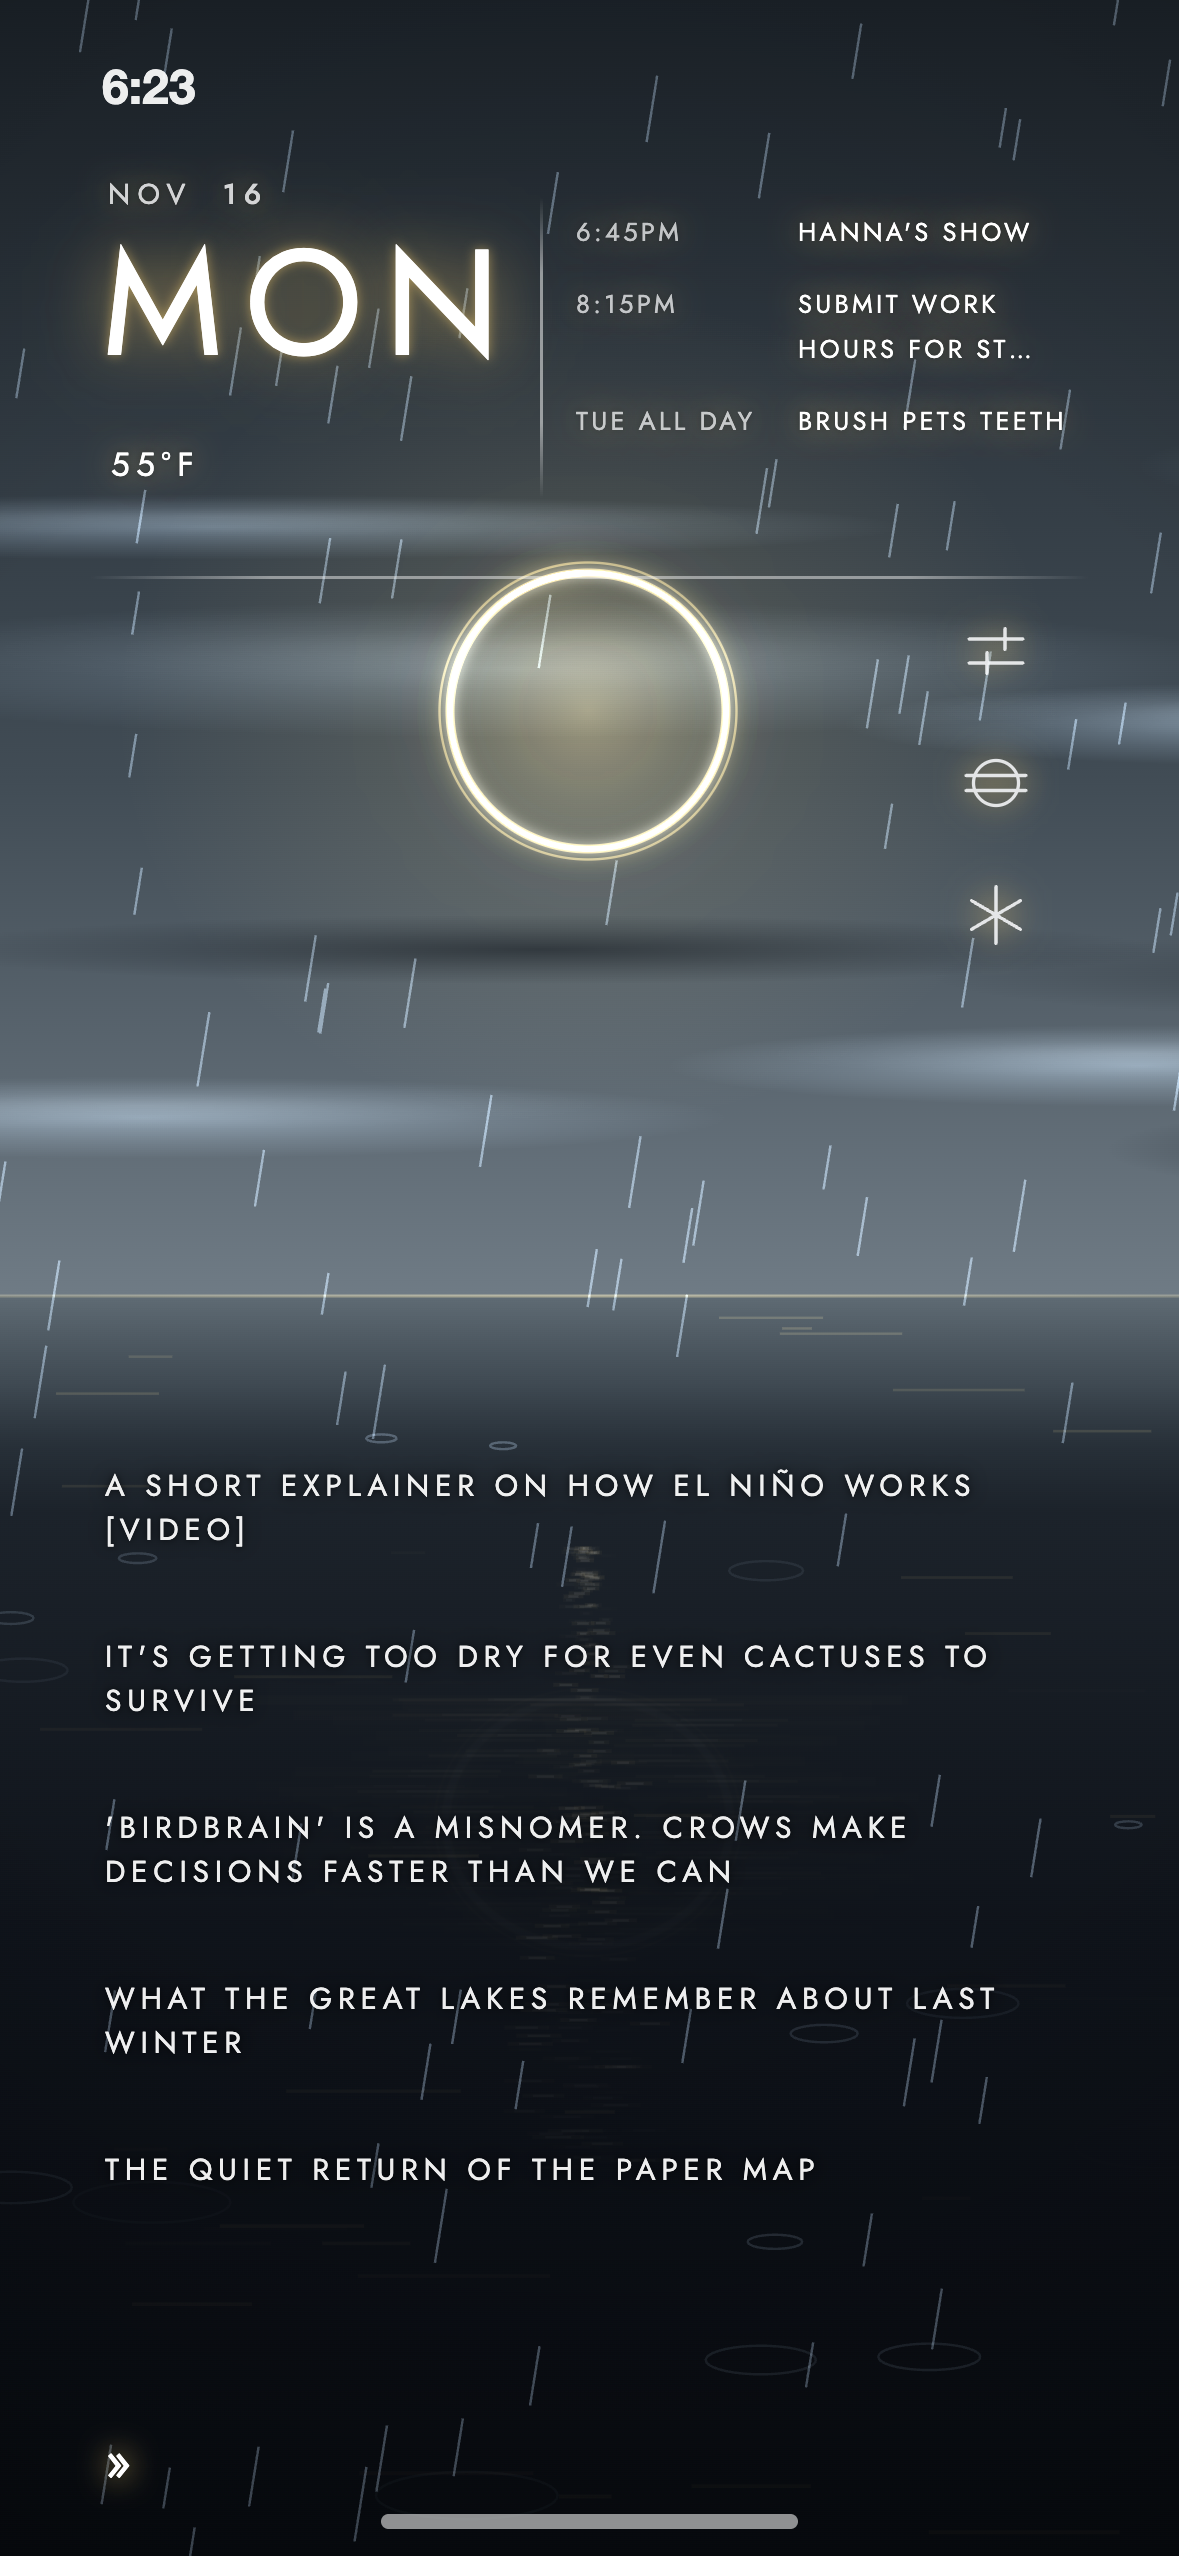 6:23
NOV 16
MON
55°F
6:45PM HANNA'S SHOW
8:15PM SUBMIT WORK
HOURS FOR ST...
TUE ALL DAY BRUSH PETS TEETH
A SHORT EXPLAINER ON HOW EL NIÑO WORKS
[VIDEO]
IT'S GETTING TOO DRY FOR EVEN CACTUSES TO
SURVIVE
'BIRDBRAIN' IS A MISNOMER. CROWS MAKE
DECISIONS FASTER THAN WE CAN
WHAT THE GREAT LAKES REMEMBER ABOUT LAST
WINTER
THE QUIET RETURN OF THE PAPER MAP
»